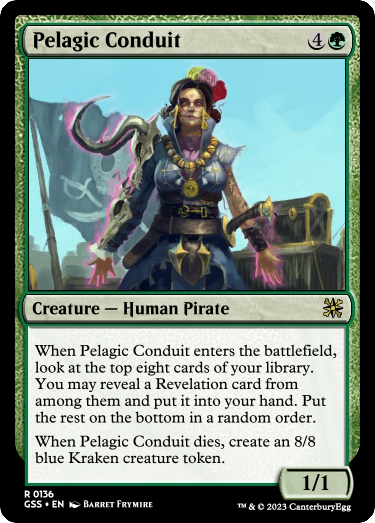 Pelagic Conduit 4
Creature — Human Pirate
When Pelagic Conduit enters the battlefield,
look at the top eight cards of your library.
You may reveal a Revelation card from
among them and put it into your hand. Put
the rest on the bottom in a random order.
When Pelagic Conduit dies, create an 8/8
blue Kraken creature token.
1/1
R 0136
GSS • EN Barret Frymire
™ & © 2023 CanterburyEgg